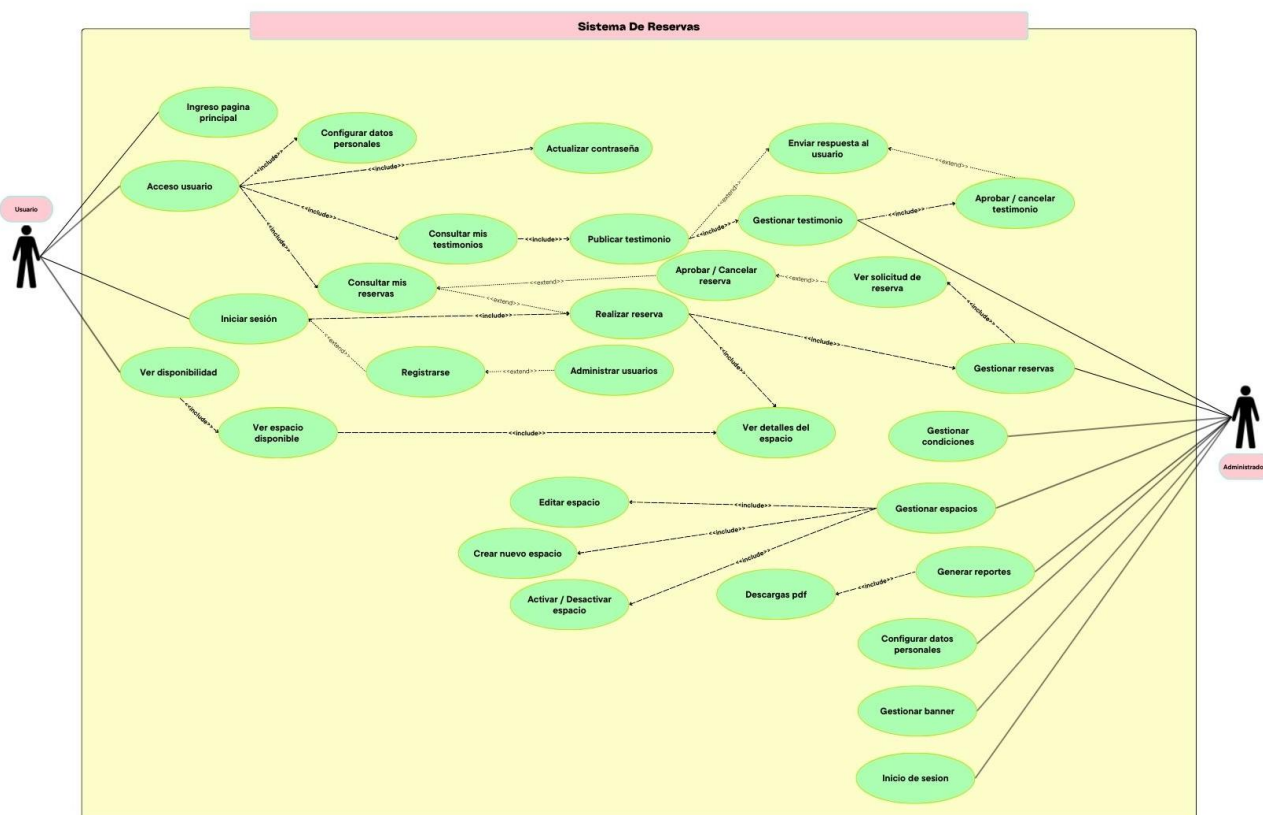 Sistema De Reservas
Ingreso pagina
principal
Configurar datos
personales
Actualizar contraseña
Enviar respuesta al
usuario
<<include>>
<<include>>
Acceso usuario
<<extend>>
<<extend>>
Aprobar / cancelar
testimonio
Usuario
<<include>>
<<include>>
Consultar mis
testimonios
<<include>>
Publicar testimonio
<<include>>
Gestionar testimonio
<<include>>
<<include>>
Consultar mis
reservas
<<extend>>
Aprobar / Cancelar
reserva
<<extend>>
Ver solicitud de
reserva
<<extend>>
Iniciar sesión
<<include>>
Realizar reserva
<<include>>
<<include>>
<<extend>>
Ver disponibilidad
Registrarse
<<extend>>
Administrar usuarios
<<include>>
Gestionar reservas
<<include>>
Ver espacio
disponible
<<include>>
Ver detalles del
espacio
Gestionar
condiciones
Administrador
Editar espacio
<<include>>
Gestionar espacios
Crear nuevo espacio
<<include>>
<<include>>
Activar / Desactivar
espacio
Descargas pdf
<<include>>
Generar reportes
Configurar datos
personales
Gestionar banner
Inicio de sesion